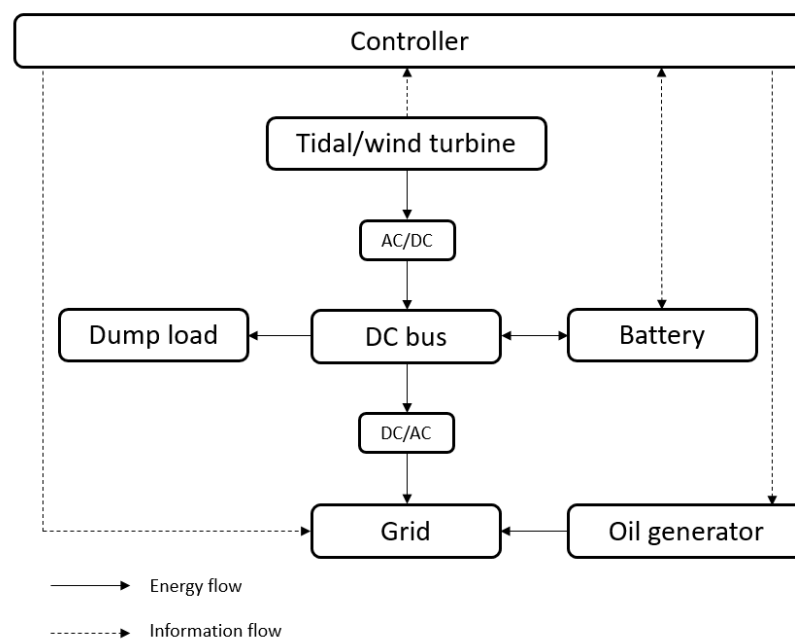 Controller
Tidal/wind turbine
AC/DC
Dump load
DC bus
Battery
DC/AC
Grid
Oil generator
Energy flow
Information flow